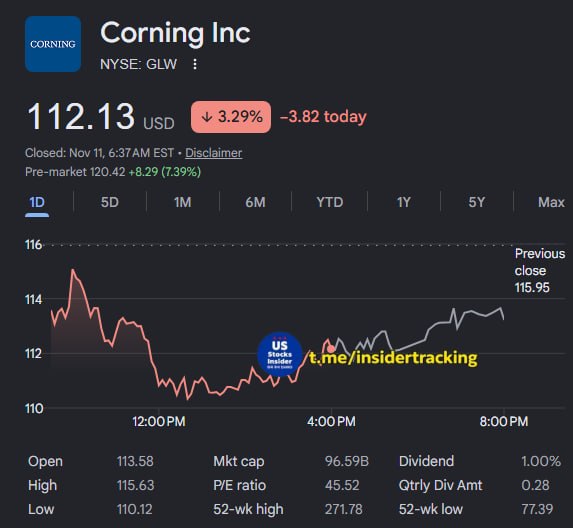 CORNING
Corning Inc
NYSE: GLW
112.13 USD ↓ 3.29% −3.82 today
Closed: Nov 11, 6:37 AM EST • Disclaimer
Pre-market 120.42 +8.29 (7.39%)
1D 5D 1M 6M YTD 1Y 5Y Max
116
Previous
close
115.95
114
112
110
US
Stocks
Insider
t.me/insidertracking
12:00 PM 4:00 PM 8:00 PM
Open 113.58 Mkt cap 96.59B Dividend 1.00%
High 115.63 P/E ratio 45.52 Qtrly Div Amt 0.28
Low 110.12 52-wk high 271.78 52-wk low 77.39